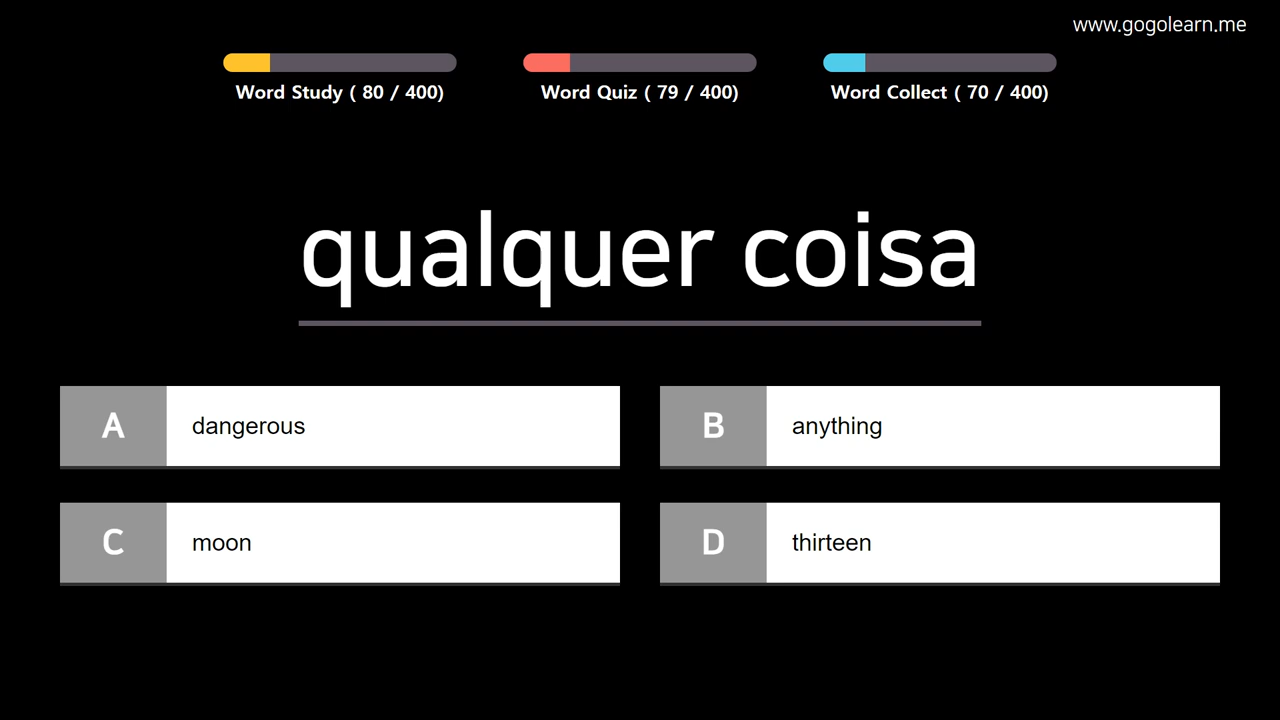 www.gogolearn.me
Word Study ( 80 / 400)
Word Quiz ( 79 / 400)
Word Collect ( 70 / 400)
qualquer coisa
A dangerous
B anything
C moon
D thirteen